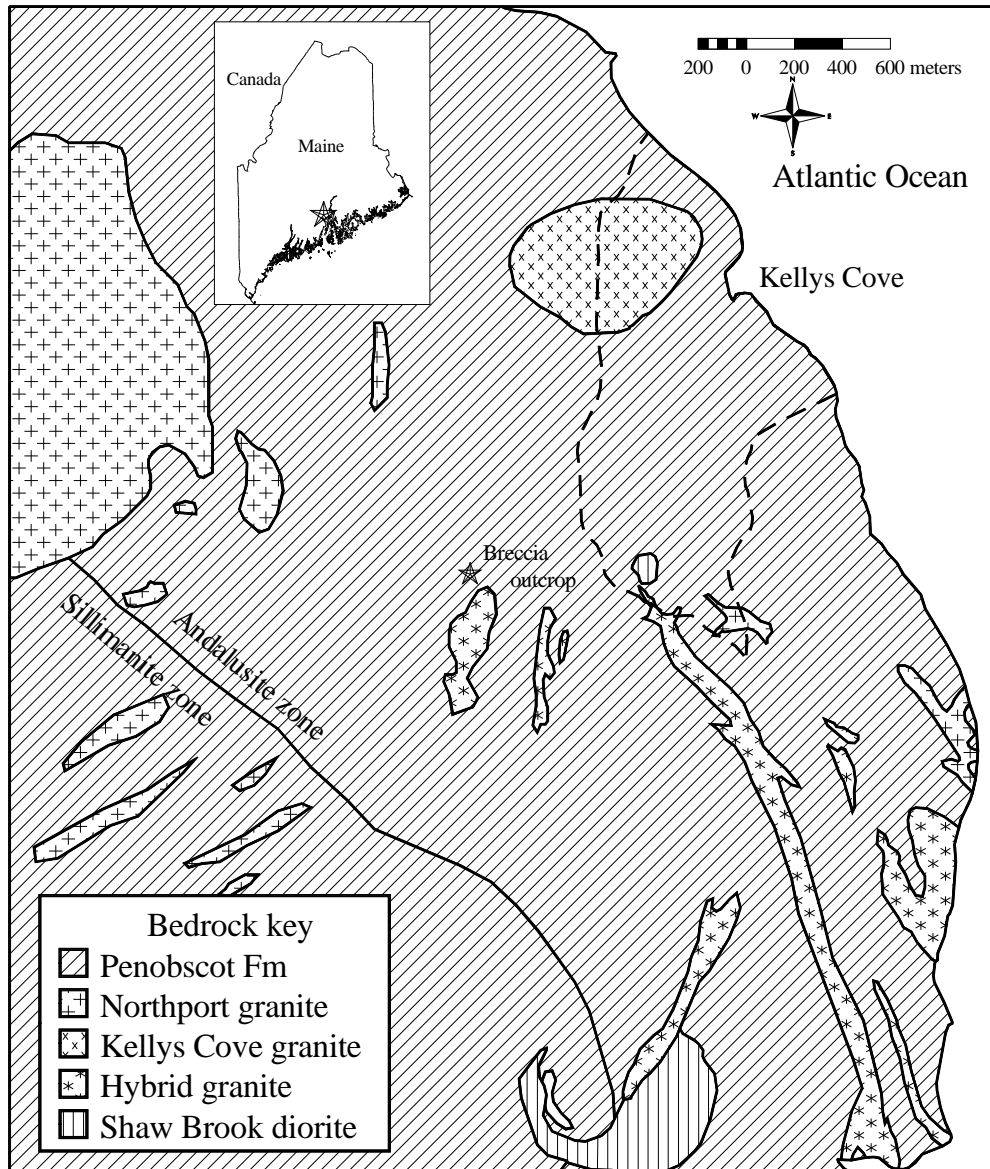 Canada
Maine
200 0 200 400 600 meters
N
W E
S
Atlantic Ocean
Kellys Cove
Breccia
outcrop
Sillimanite zone
Andalusite zone
Bedrock key
Penobscot Fm
Northport granite
Kellys Cove granite
Hybrid granite
Shaw Brook diorite